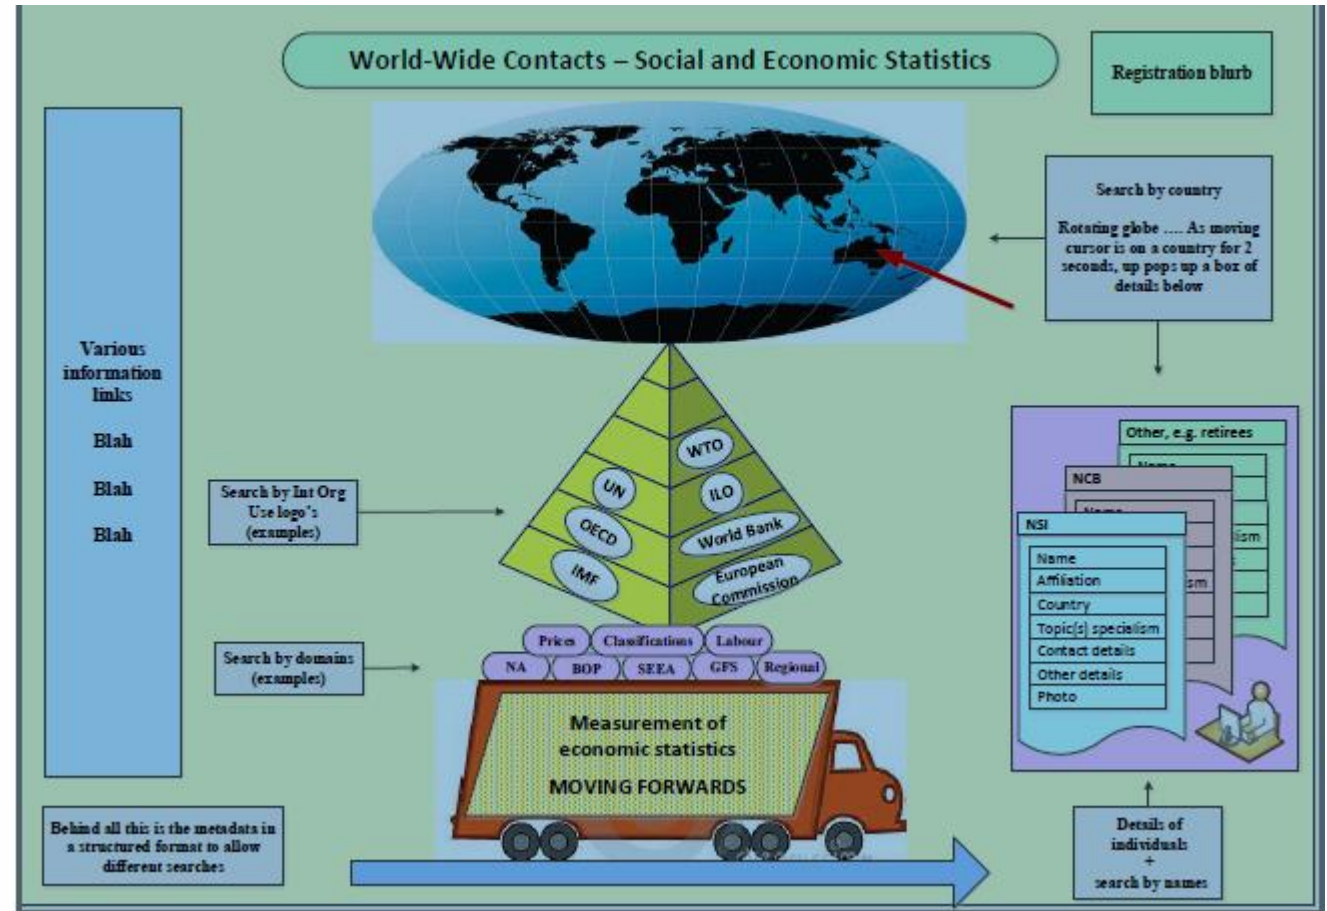 World-Wide Contacts – Social and Economic Statistics
Registration blurb
Search by country
Rotating globe .... As moving
cursor is on a country for 2
seconds, up pops up a box of
details below
Various
information
links
Blah
Blah
Blah
Search by Int Org
Use logo's
(examples)
WTO
UN
ILO
OECD
World Bank
IMF
European
Commission
Other, e.g. retirees
Name
NCB
Name
NSI
Name
Affiliation
Country
Topic(s) specialism
Contact details
Other details
Photo
ism
sm
Search by domains
(examples)
Prices
Classifications
Labour
NA
BOP
SEEA
GFS
Regional
Measurement of
economic statistics
MOVING FORWARDS
Behind all this is the metadata in
a structured format to allow
different searches
Details of
individuals
+
search by names